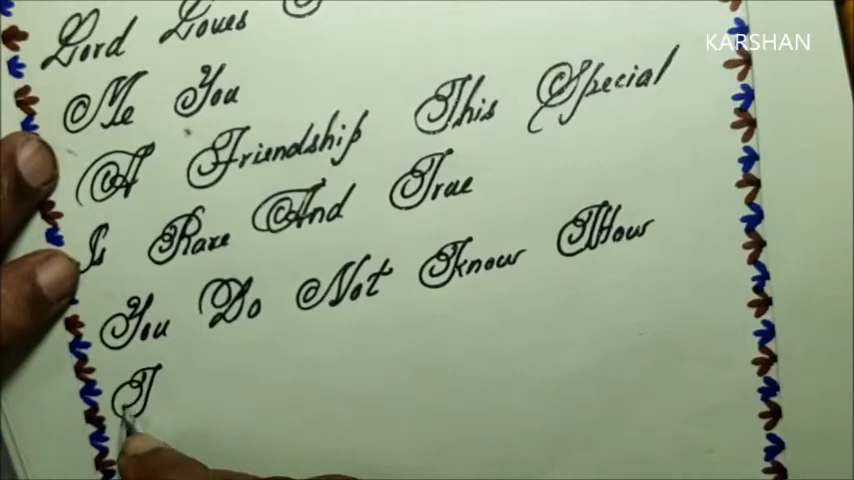 KARSHAN
Lord Loves
Me You
A Friendship This Special
Is Rare And True
You Do Not Know How
I